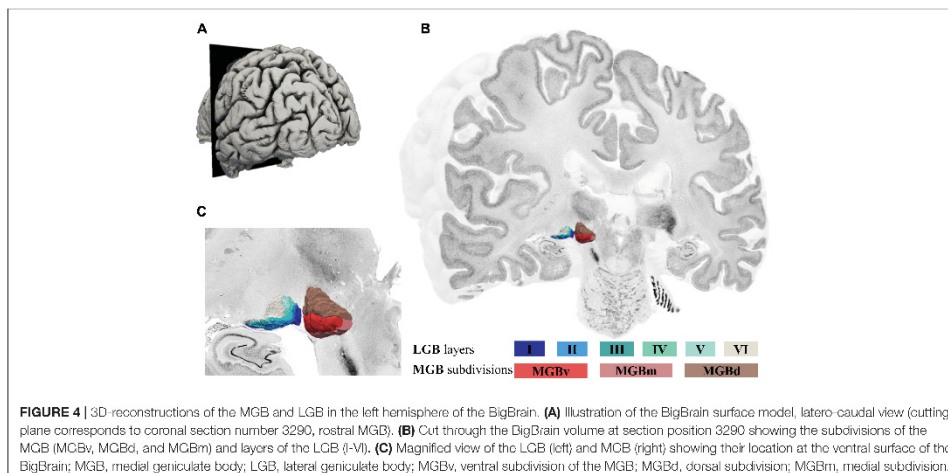 A
B
C
LGB layers I II III IV V VI
MGB subdivisions MGBv MGBm MGBd
FIGURE 4 | 3D-reconstructions of the MGB and LGB in the left hemisphere of the BigBrain. (A) Illustration of the BigBrain surface model, latero-caudal view (cutting
plane corresponds to coronal section number 3290, rostral MGB). (B) Cut through the BigBrain volume at section position 3290 showing the subdivisions of the
MGB (MGBv, MGBd, and MGBm) and layers of the LGB (I-VI). (C) Magnified view of the LGB (left) and MGB (right) showing their location at the ventral surface of the
BigBrain; MGB, medial geniculate body; LGB, lateral geniculate body; MGBv, ventral subdivision of the MGB; MGBd, dorsal subdivision; MGBm, medial subdivision